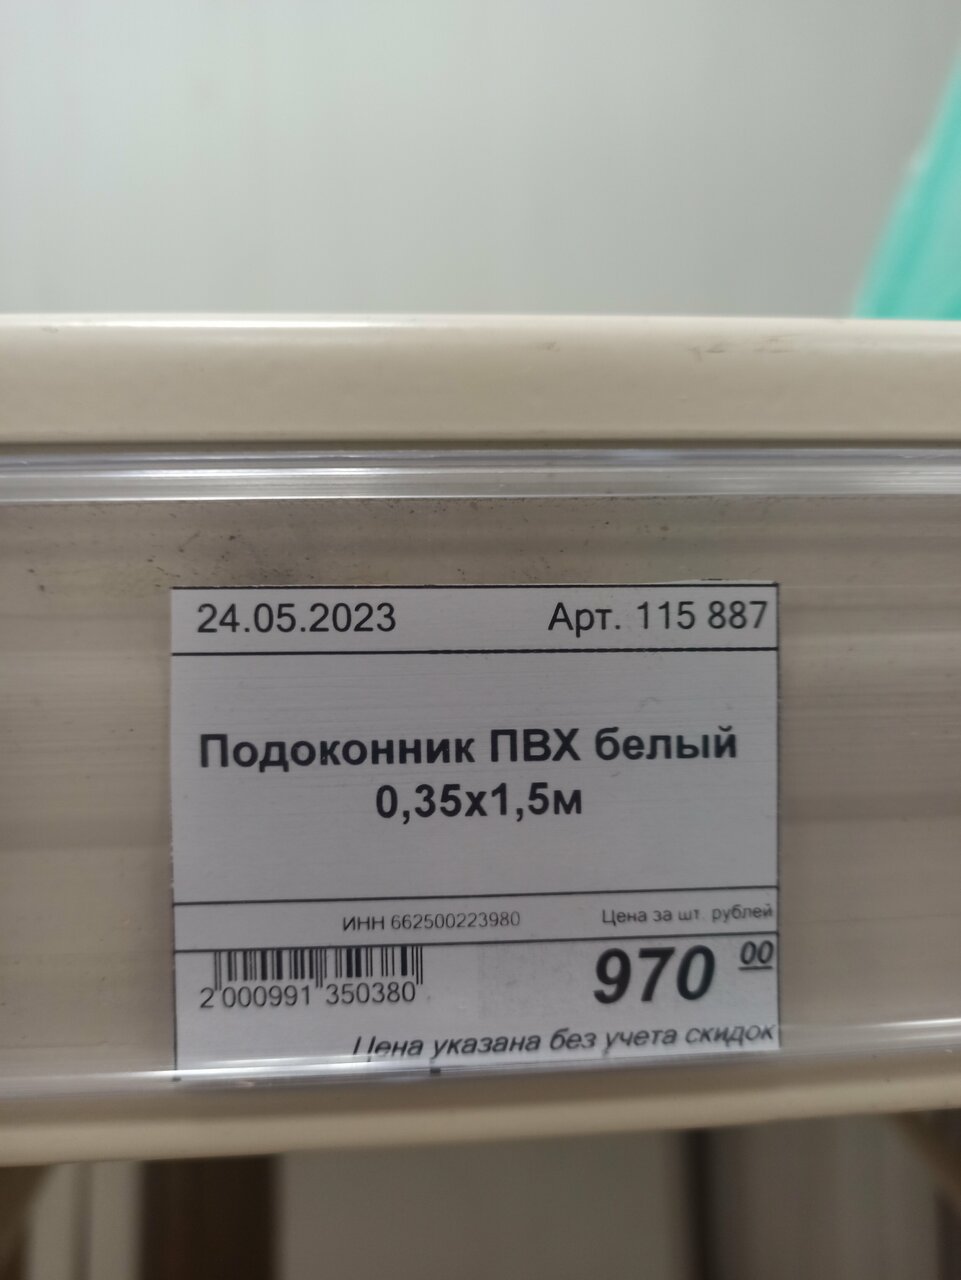 24.05.2023 Арт. 115 887
Подоконник ПВХ белый
0,35х1,5м
ИНН 662500223980 Цена за шт. рублей
970 00
2 000991 350380
Цена указана без учета скидок